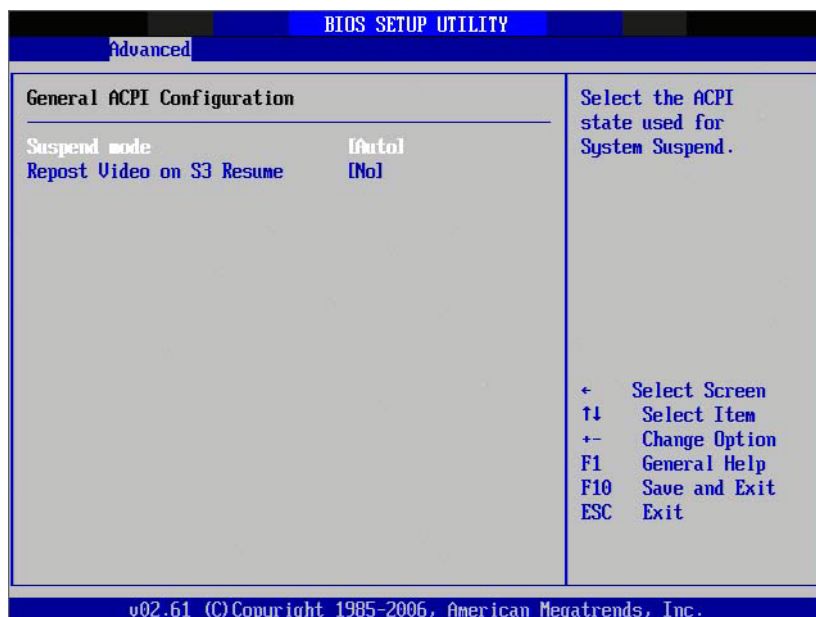 BIOS SETUP UTILITY
Advanced
General ACPI Configuration
Suspend mode [Auto]
Repost Video on S3 Resume [No]
Select the ACPI
state used for
System Suspend.
← Select Screen
↑↓ Select Item
+- Change Option
F1 General Help
F10 Save and Exit
ESC Exit
v02.61 (C)Copyright 1985-2006, American Megatrends, Inc.